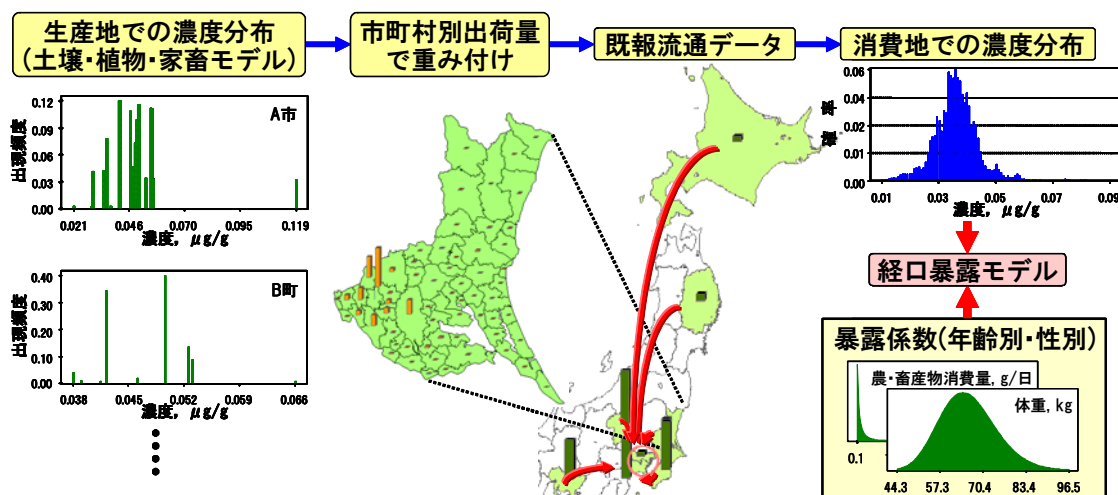 生産地での濃度分布
(土壌・植物・家畜モデル)
市町村別出荷量
で重み付け
既報流通データ
消費地での濃度分布
A市
出現頻度
0.12
0.09
0.06
0.03
0.00
0.021
0.046
0.070
0.095
0.119
濃度, μg/g
B町
出現頻度
0.40
0.30
0.20
0.10
0.00
0.038
0.045
0.052
0.059
0.066
濃度, μg/g
確率
0.06
0.04
0.02
0.01
0.00
0.01
0.03
0.05
0.07
0.09
濃度, μg/g
経口暴露モデル
暴露係数(年齢別・性別)
農・畜産物消費量, g/日
0.1
体重, kg
44.3
57.3
70.4
83.4
96.5